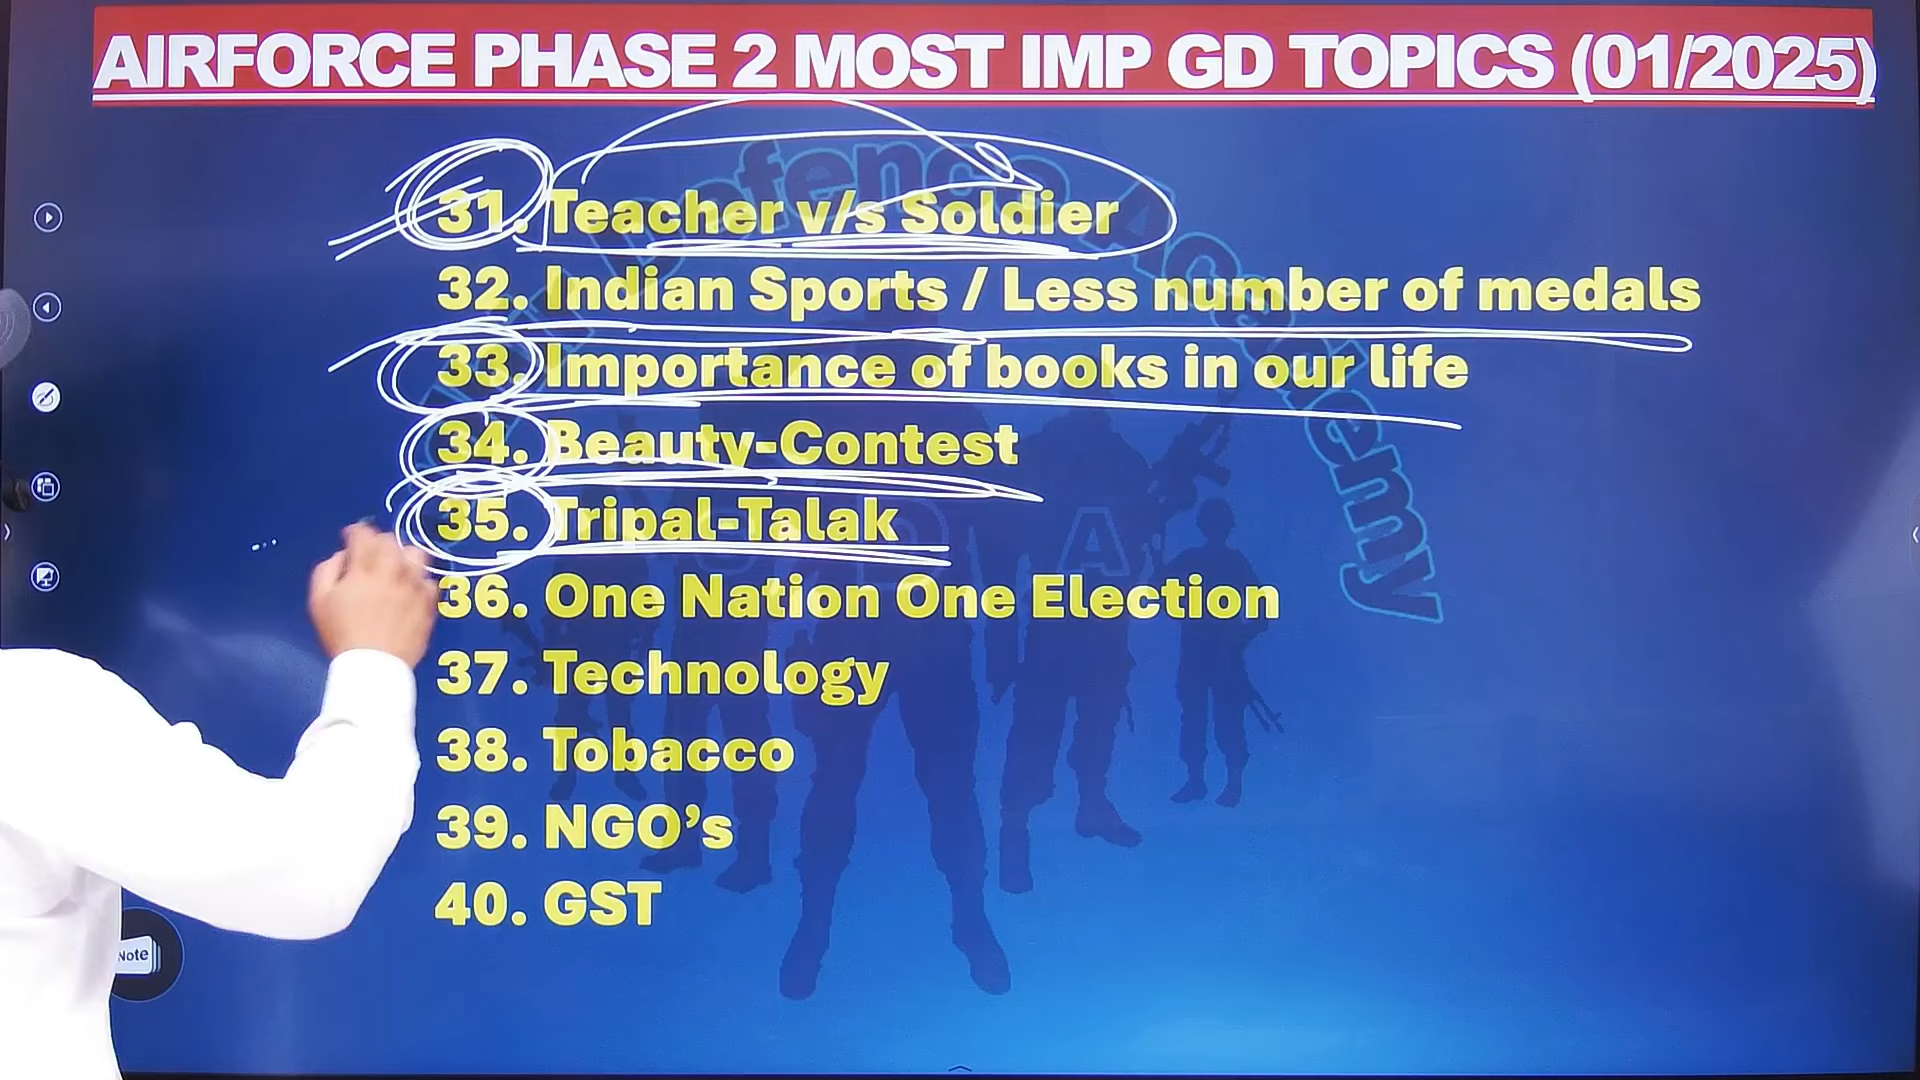 AIRFORCE PHASE 2 MOST IMP GD TOPICS (01/2025)
31. Teacher v/s Soldier
32. Indian Sports / Less number of medals
33. Importance of books in our life
34. Beauty-Contest
35. Tripal-Talak
36. One Nation One Election
37. Technology
38. Tobacco
39. NGO's
40. GST
Defence Academy
A
Note